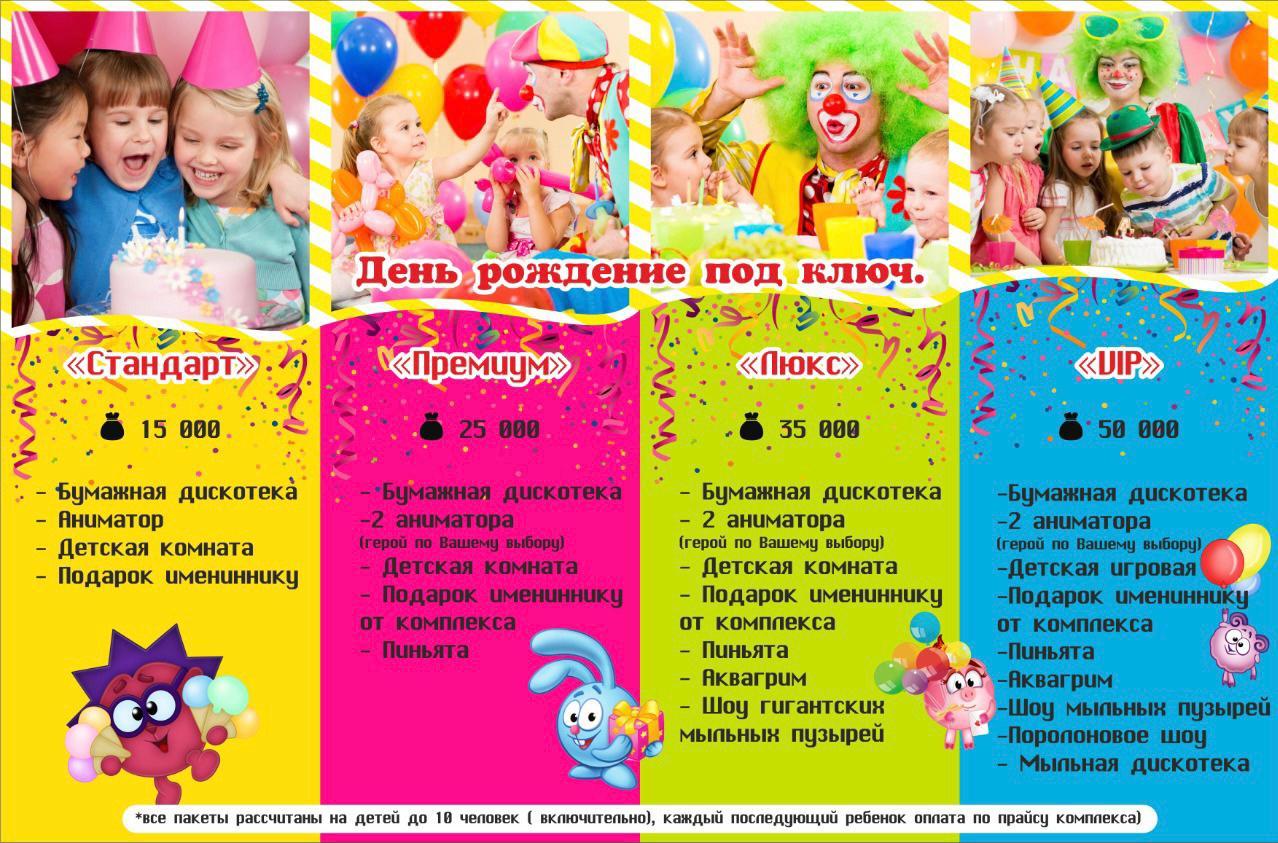 День рождение под ключ.
«Стандарт»
15 000
- Бумажная дискотека
- Аниматор
- Детская комната
- Подарок имениннику
«Премиум»
25 000
- Бумажная дискотека
-2 аниматора
(герой по Вашему выбору)
- Детская комната
- Подарок имениннику
от комплекса
- Пиньята
«Люкс»
35 000
- Бумажная дискотека
- 2 аниматора
(герой по Вашему выбору)
- Детская комната
- Подарок имениннику
от комплекса
- Пиньята
- Аквагрим
- Шоу гигантских
мыльных пузырей
«VIP»
50 000
-Бумажная дискотека
-2 аниматора
(герой по Вашему выбору)
-Детская игровая
-Подарок имениннику
от комплекса
-Пиньята
-Аквагрим
-Шоу мыльных пузырей
-Поролоновое шоу
- Мыльная дискотека
*все пакеты рассчитаны на детей до 10 человек ( включительно), каждый последующий ребенок оплата по прайсу комплекса)